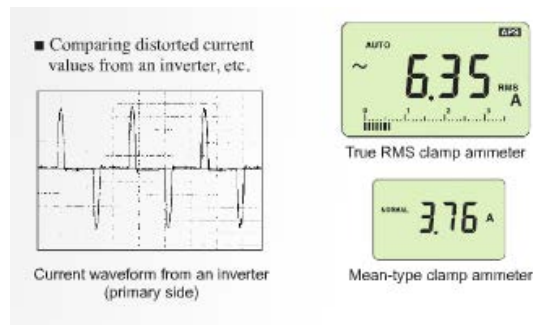 ■ Comparing distorted current
values from an inverter, etc.
Current waveform from an inverter
(primary side)
APS
AUTO
~ 6.35 RMS
A
0 1 2 3
True RMS clamp ammeter
3.76 A
Mean-type clamp ammeter